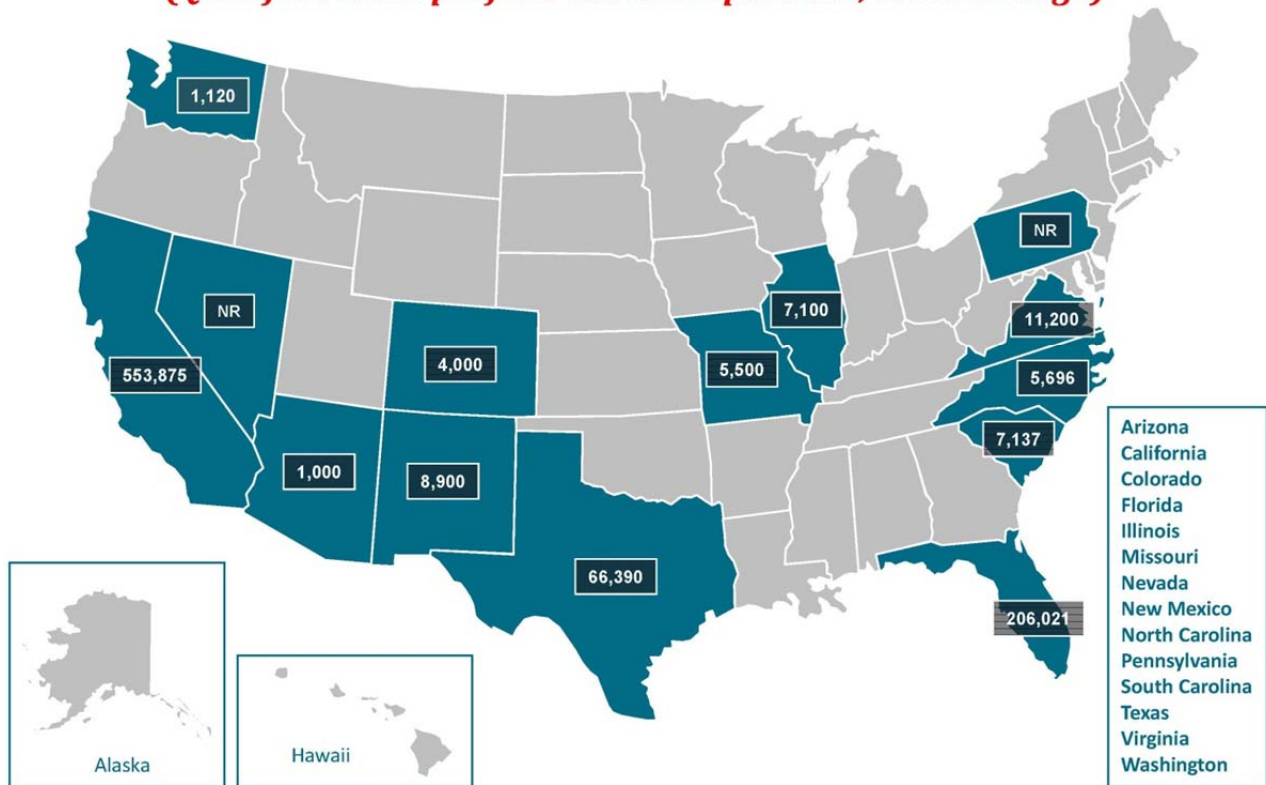 1,120
NR
NR
7,100
11,200
553,875
4,000
5,500
5,696
7,137
1,000
8,900
66,390
206,021
Arizona
California
Colorado
Florida
Illinois
Missouri
Nevada
New Mexico
North Carolina
Pennsylvania
South Carolina
Texas
Virginia
Washington
Alaska
Hawaii